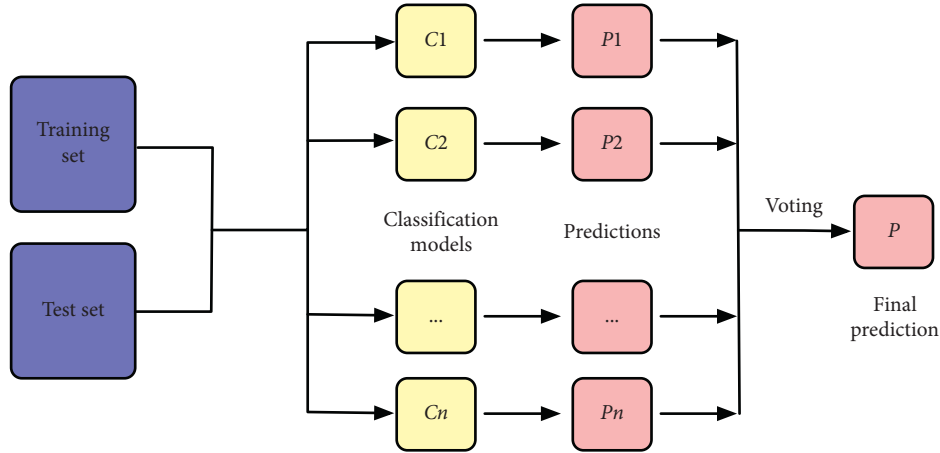 Training
set
Test set
C1
P1
C2
P2
Classification
models
Predictions
...
...
Cn
Pn
Voting
P
Final
prediction